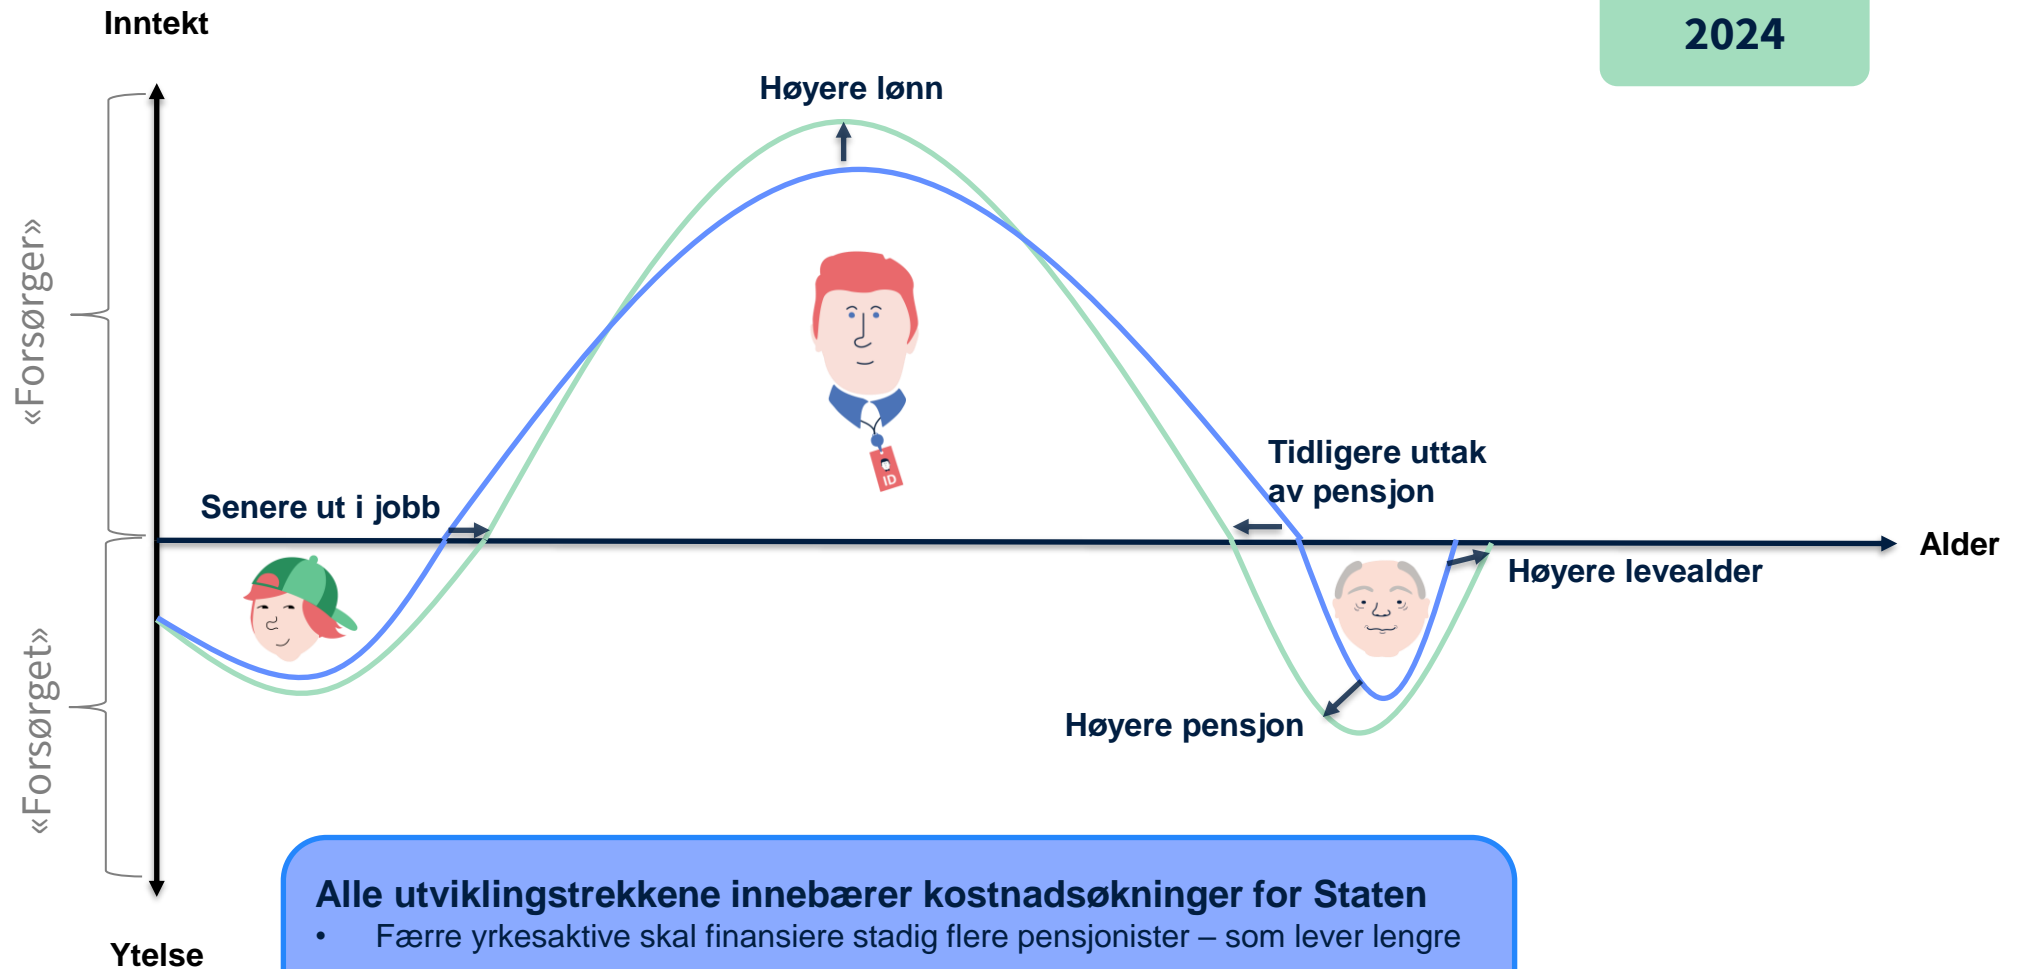 Inntekt
2024
Høyere lønn
«Forsørger»
Senere ut i jobb
Tidligere uttak
av pensjon
ID
Alder
Høyere levealder
«Forsørget»
Høyere pensjon
Alle utviklingstrekkene innebærer kostnadsøkninger for Staten
• Færre yrkesaktive skal finansiere stadig flere pensjonister – som lever lengre
Ytelse